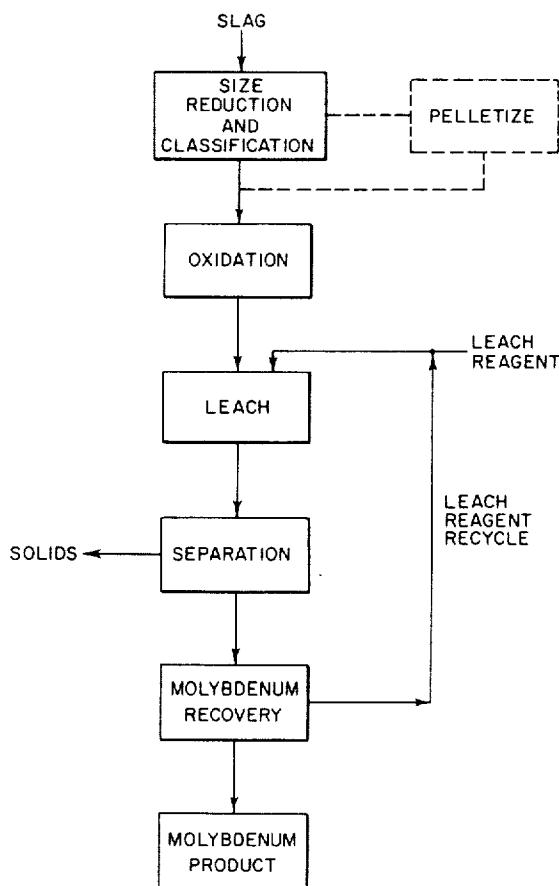 SLAG
SIZE
REDUCTION
AND
CLASSIFICATION
PELLETIZE
OXIDATION
LEACH
REAGENT
LEACH
LEACH
REAGENT
RECYCLE
SOLIDS
SEPARATION
MOLYBDENUM
RECOVERY
MOLYBDENUM
PRODUCT